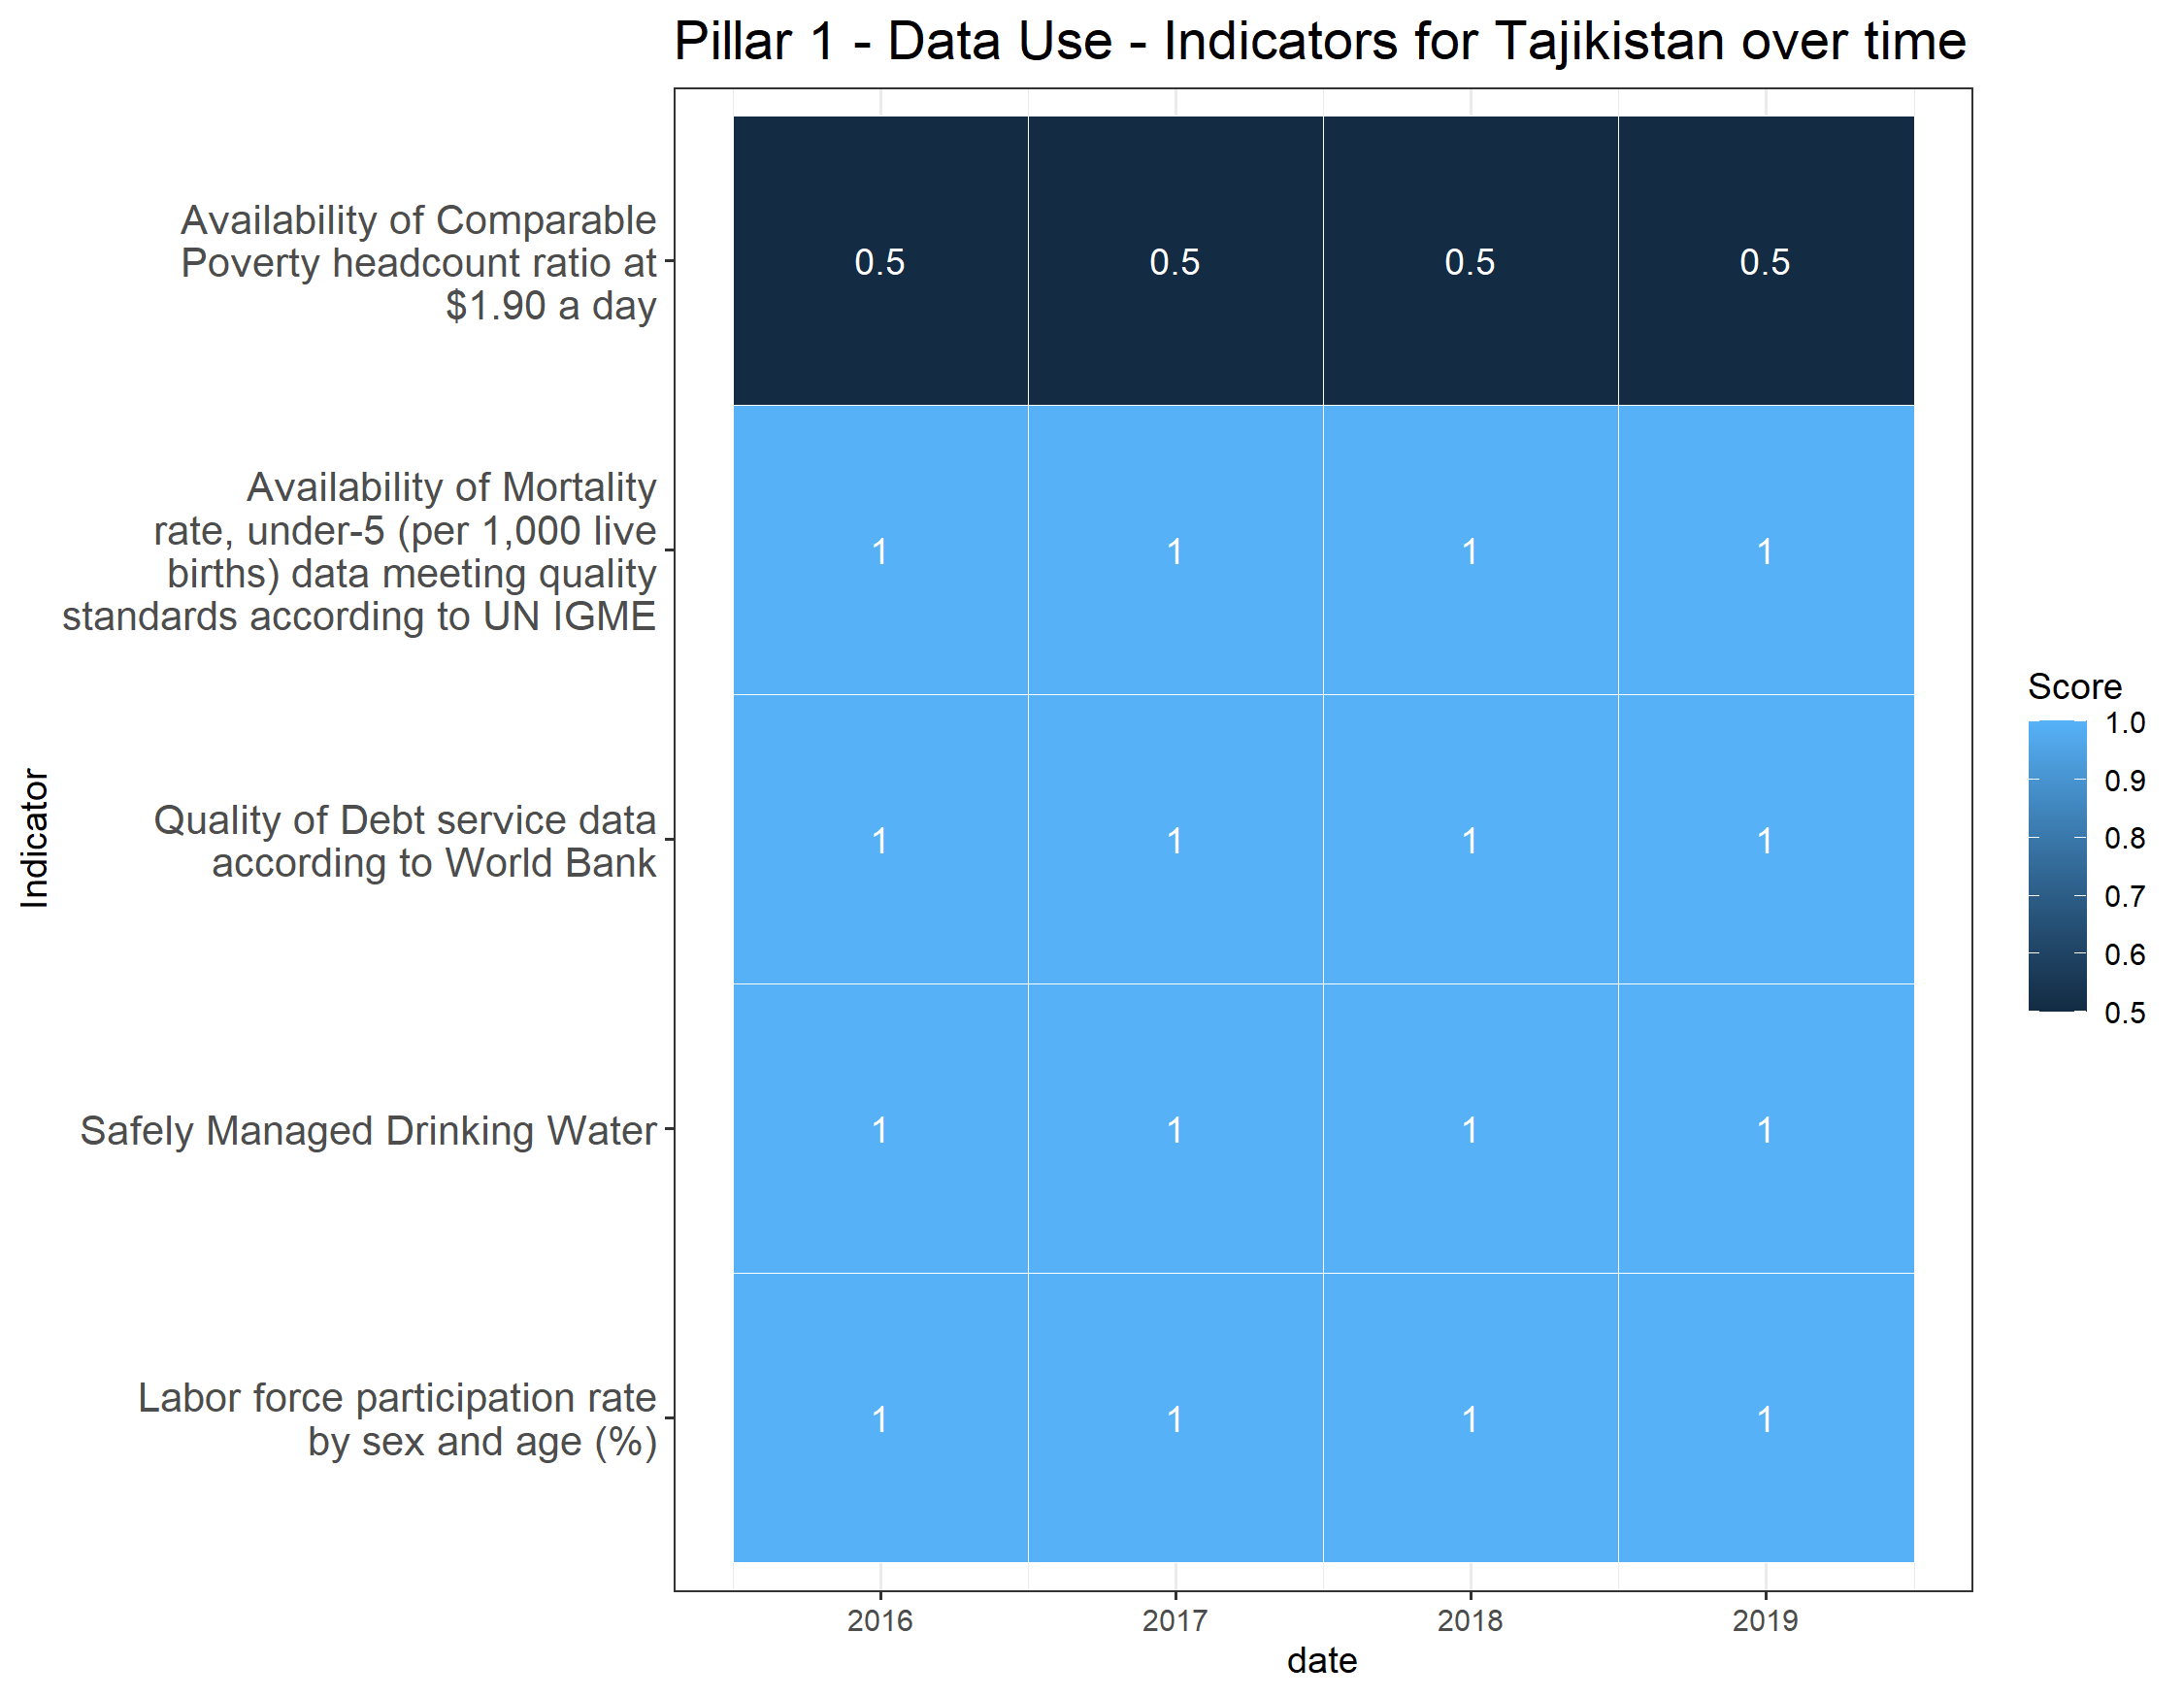 Pillar 1 - Data Use - Indicators for Tajikistan over time
Indicator
Availability of Comparable
Poverty headcount ratio at
$1.90 a day
0.5 0.5 0.5 0.5
Availability of Mortality
rate, under-5 (per 1,000 live
births) data meeting quality
standards according to UN IGME
1 1 1 1
Quality of Debt service data
according to World Bank
1 1 1 1
Safely Managed Drinking Water
1 1 1 1
Labor force participation rate
by sex and age (%)
1 1 1 1
2016 2017 2018 2019
date
Score
1.0
0.9
0.8
0.7
0.6
0.5